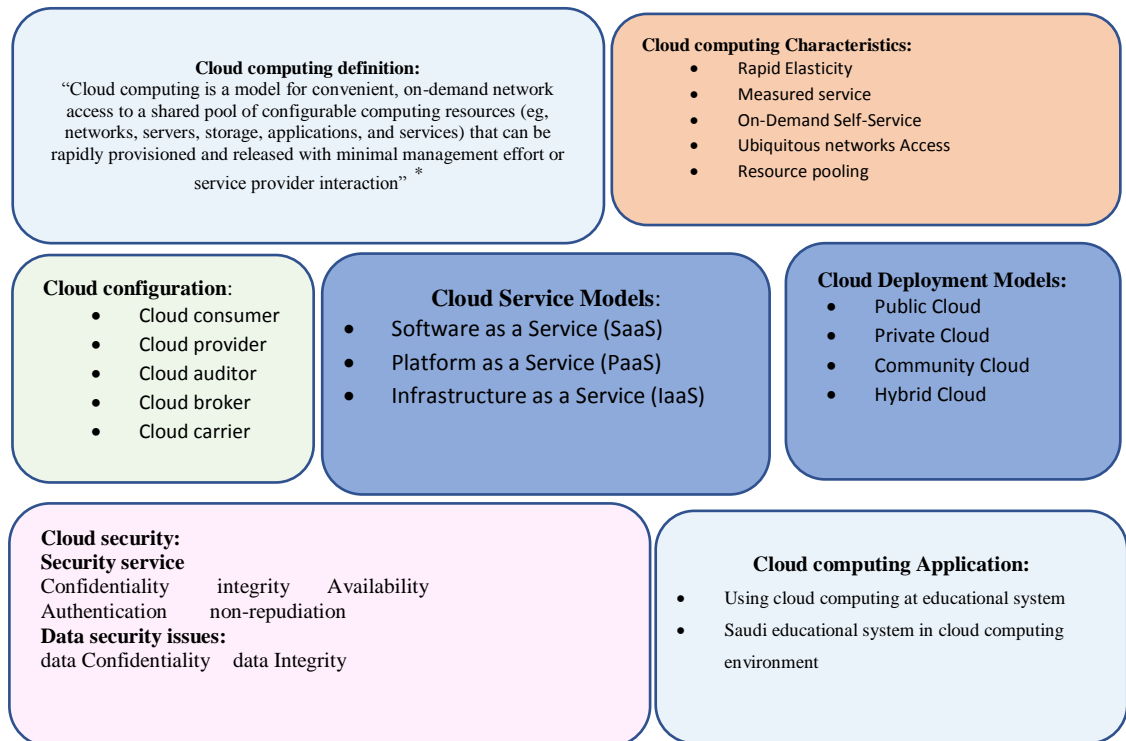 Cloud computing definition:
“Cloud computing is a model for convenient, on-demand network
access to a shared pool of configurable computing resources (eg,
networks, servers, storage, applications, and services) that can be
rapidly provisioned and released with minimal management effort or
service provider interaction” *
Cloud computing Characteristics:
• Rapid Elasticity
• Measured service
• On-Demand Self-Service
• Ubiquitous networks Access
• Resource pooling
Cloud configuration:
• Cloud consumer
• Cloud provider
• Cloud auditor
• Cloud broker
• Cloud carrier
Cloud Service Models:
• Software as a Service (SaaS)
• Platform as a Service (PaaS)
• Infrastructure as a Service (IaaS)
Cloud Deployment Models:
• Public Cloud
• Private Cloud
• Community Cloud
• Hybrid Cloud
Cloud security:
Security service
Confidentiality integrity Availability
Authentication non-repudiation
Data security issues:
data Confidentiality data Integrity
Cloud computing Application:
• Using cloud computing at educational system
• Saudi educational system in cloud computing
environment